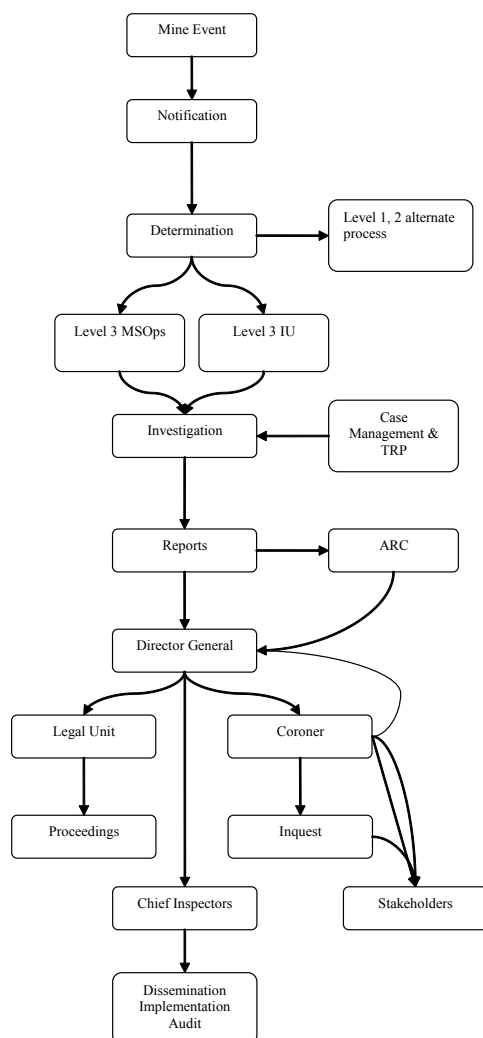 Mine Event
Notification
Determination
Level 1, 2 alternate
process
Level 3 MSOps
Level 3 IU
Investigation
Case
Management &
TRP
Reports
ARC
Director General
Legal Unit
Coroner
Proceedings
Inquest
Chief Inspectors
Stakeholders
Dissemination
Implementation
Audit